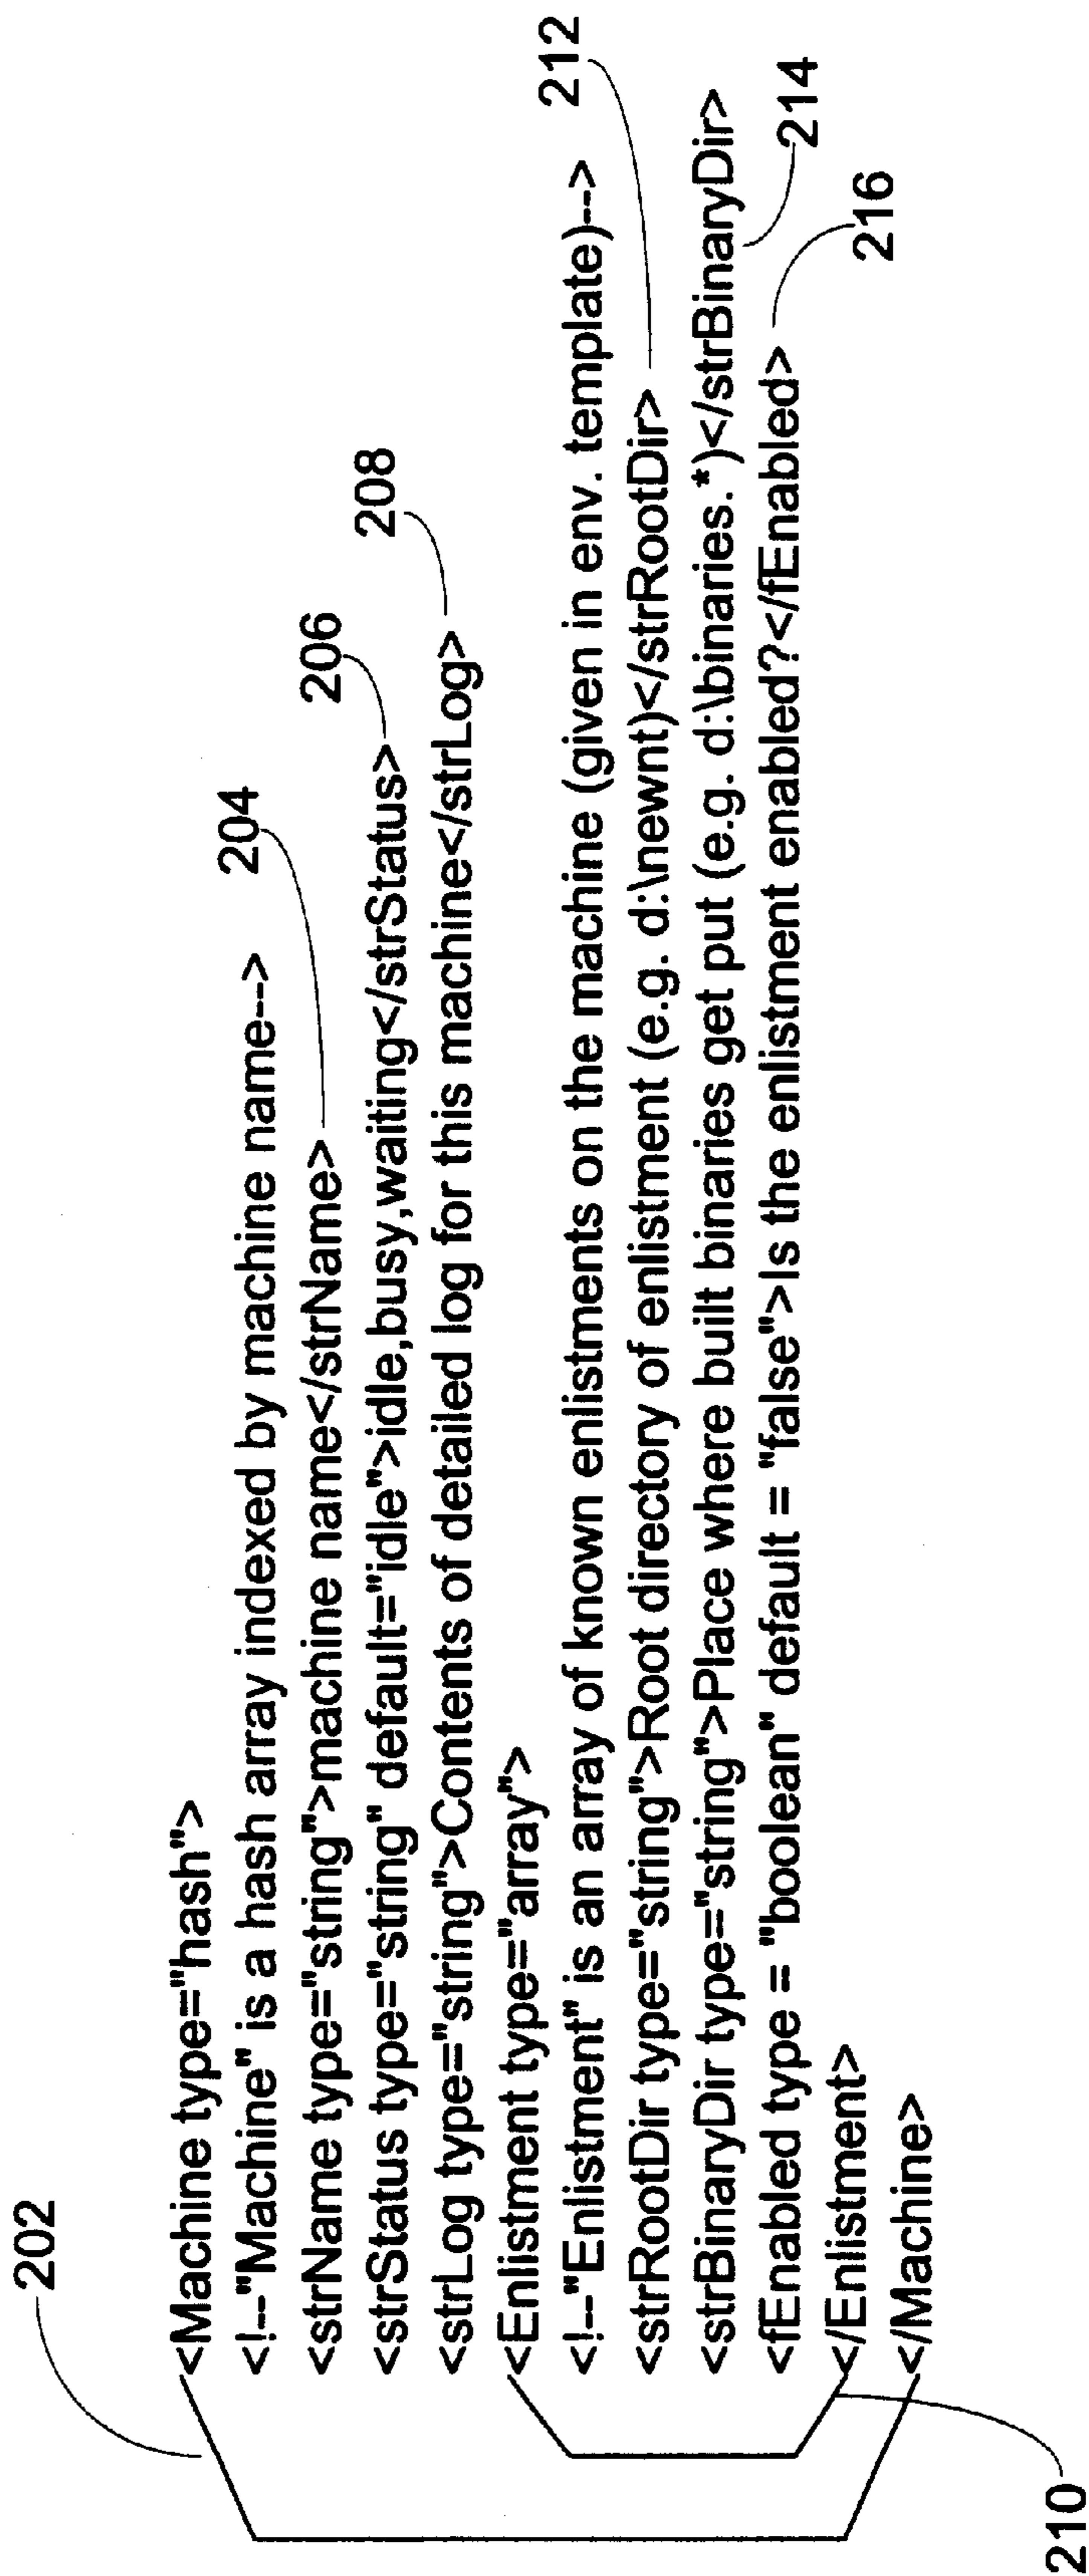 202
<Machine type="hash">
<!--"Machine" is a hash array indexed by machine name-->
204
<strName type="string">machine name</strName>
206
<strStatus type="string" default="idle">idle,busy,waiting</strStatus>
208
<strLog type="string">Contents of detailed log for this machine</strLog>
<Enlistment type="array">
<!--"Enlistment" is an array of known enlistments on the machine (given in env. template)-->
212
<strRootDir type="string">Root directory of enlistment (e.g. d:\newnt)</strRootDir>
<strBinaryDir type="string">Place where built binaries get put (e.g. d:\binaries.*)</strBinaryDir>
214
<fEnabled type = "boolean" default = "false">Is the enlistment enabled?</fEnabled>
216
</Enlistment>
</Machine>
210